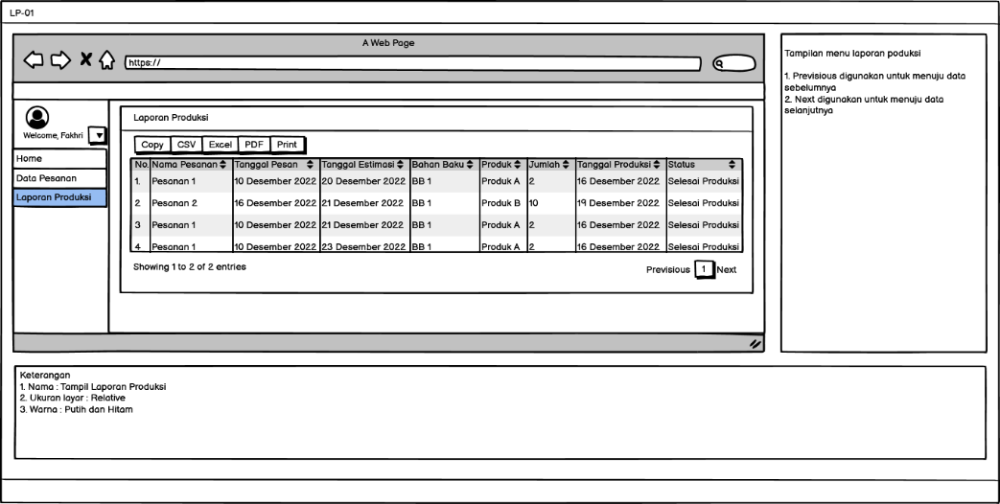 LP-01
A Web Page
https://
Welcome, Fakhri
Home
Data Pesanan
Laporan Produksi
Laporan Produksi
Copy CSV Excel PDF Print
No. Nama Pesanan Tanggal Pesan Tanggal Estimasi Bahan Baku Produk Jumlah Tanggal Produksi Status
1. Pesanan 1 10 Desember 2022 20 Desember 2022 BB 1 Produk A 2 16 Desember 2022 Selesai Produksi
2 Pesanan 2 16 Desember 2022 21 Desember 2022 BB 1 Produk B 10 19 Desember 2022 Selesai Produksi
3 Pesanan 1 10 Desember 2022 21 Desember 2022 BB 1 Produk A 2 16 Desember 2022 Selesai Produksi
4 Pesanan 1 10 Desember 2022 23 Desember 2022 BB 1 Produk A 2 16 Desember 2022 Selesai Produksi
Showing 1 to 2 of 2 entries
Previsious 1 Next
Tampilan menu laporan poduksi
1. Previsious digunakan untuk menuju data
sebelumnya
2. Next digunakan untuk menuju data
selanjutnya
Keterangan
1. Nama : Tampil Laporan Produksi
2. Ukuran layar : Relative
3. Warna : Putih dan Hitam